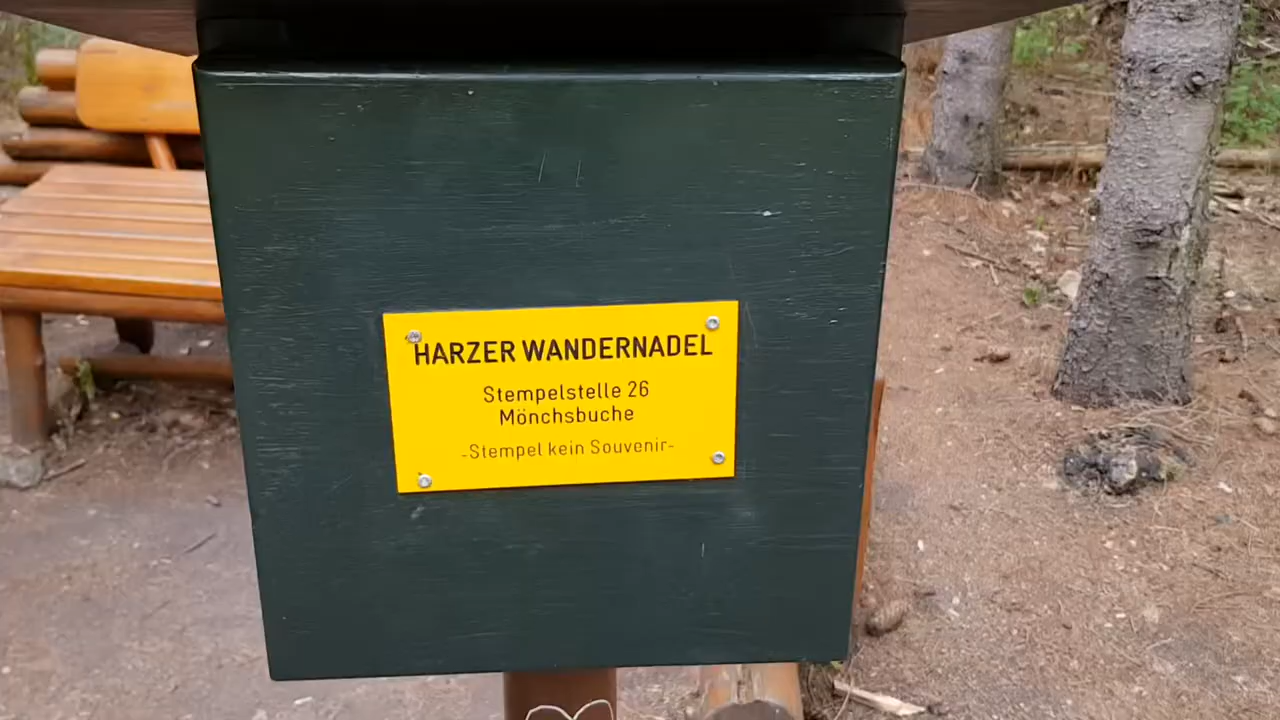 HARZER WANDERNADEL
Stempelstelle 26
Mönchsbuche
-Stempel kein Souvenir-